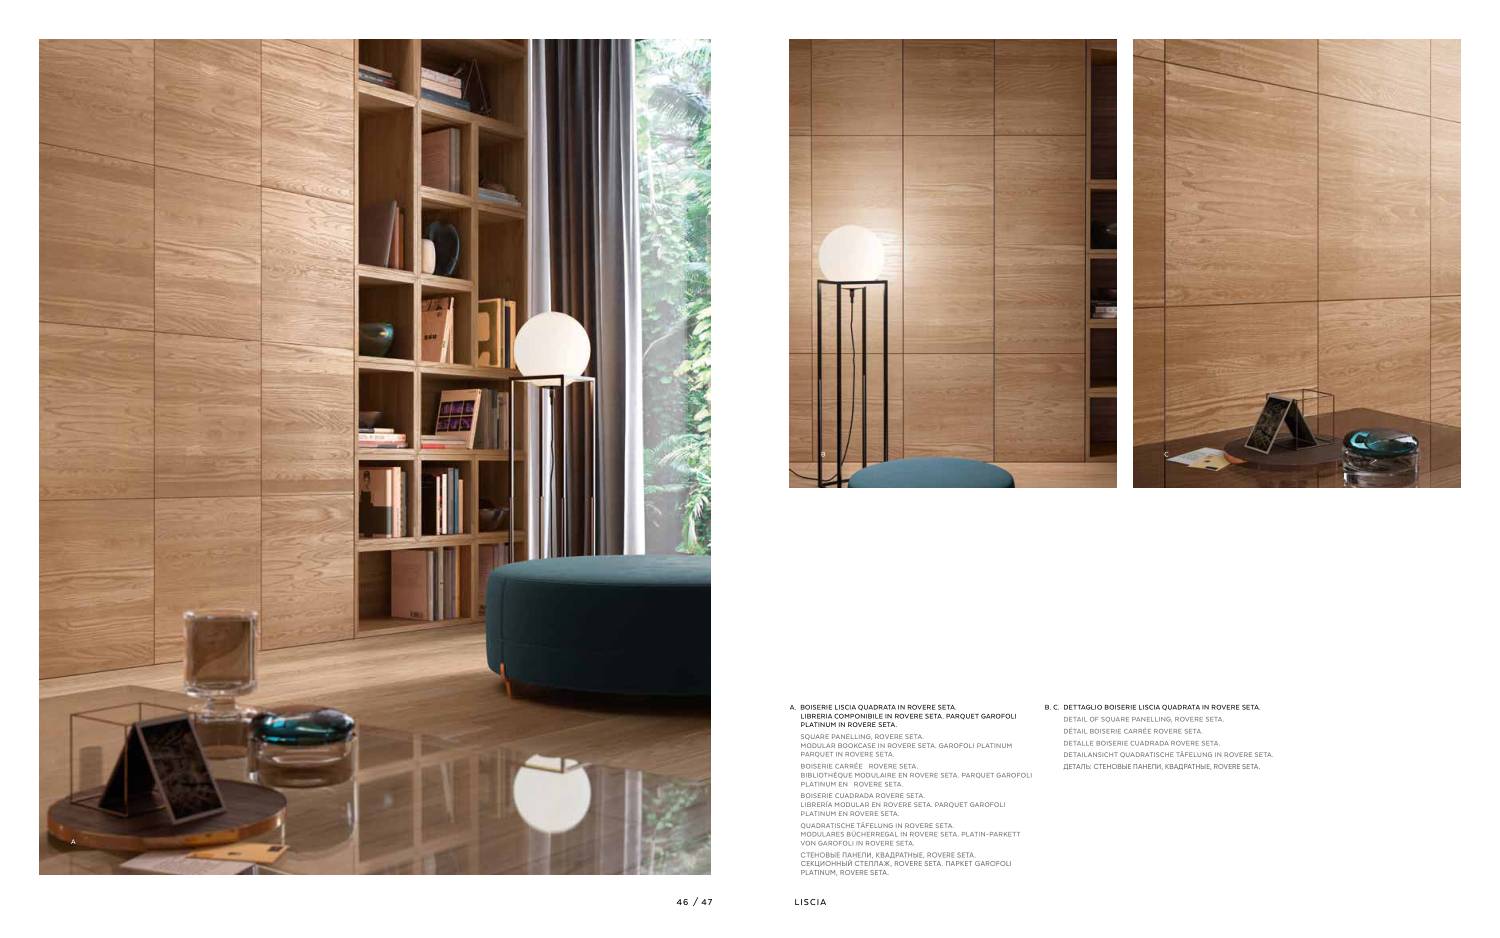 A
B
C
A. BOISERIE LISCIA QUADRATA IN ROVERE SETA.
LIBRERIA COMPONIBILE IN ROVERE SETA. PARQUET GAROFOLI
PLATINUM IN ROVERE SETA.
SQUARE PANELLING, ROVERE SETA.
MODULAR BOOKCASE IN ROVERE SETA. GAROFOLI PLATINUM
PARQUET IN ROVERE SETA.
BOISERIE CARRÉE ROVERE SETA.
BIBLIOTHÈQUE MODULAIRE EN ROVERE SETA. PARQUET GAROFOLI
PLATINUM EN ROVERE SETA.
BOISERIE CUADRADA ROVERE SETA.
LIBRERÍA MODULAR EN ROVERE SETA. PARQUET GAROFOLI
PLATINUM EN ROVERE SETA.
QUADRATISCHE TÄFELUNG IN ROVERE SETA.
MODULARES BÜCHERREGAL IN ROVERE SETA. PLATIN-PARKETT
VON GAROFOLI IN ROVERE SETA.
СТЕНОВЫЕ ПАНЕЛИ, КВАДРАТНЫЕ, ROVERE SETA.
СЕКЦИОННЫЙ СТЕЛЛАЖ, ROVERE SETA. ПАРКЕТ GAROFOLI
PLATINUM, ROVERE SETA.
B. C. DETTAGLIO BOISERIE LISCIA QUADRATA IN ROVERE SETA.
DETAIL OF SQUARE PANELLING, ROVERE SETA.
DÉTAIL BOISERIE CARRÉE ROVERE SETA.
DETALLE BOISERIE CUADRADA ROVERE SETA.
DETAILANSICHT QUADRATISCHE TÄFELUNG IN ROVERE SETA.
ДЕТАЛЬ: СТЕНОВЫЕ ПАНЕЛИ, КВАДРАТНЫЕ, ROVERE SETA.
46 / 47
LISCIA